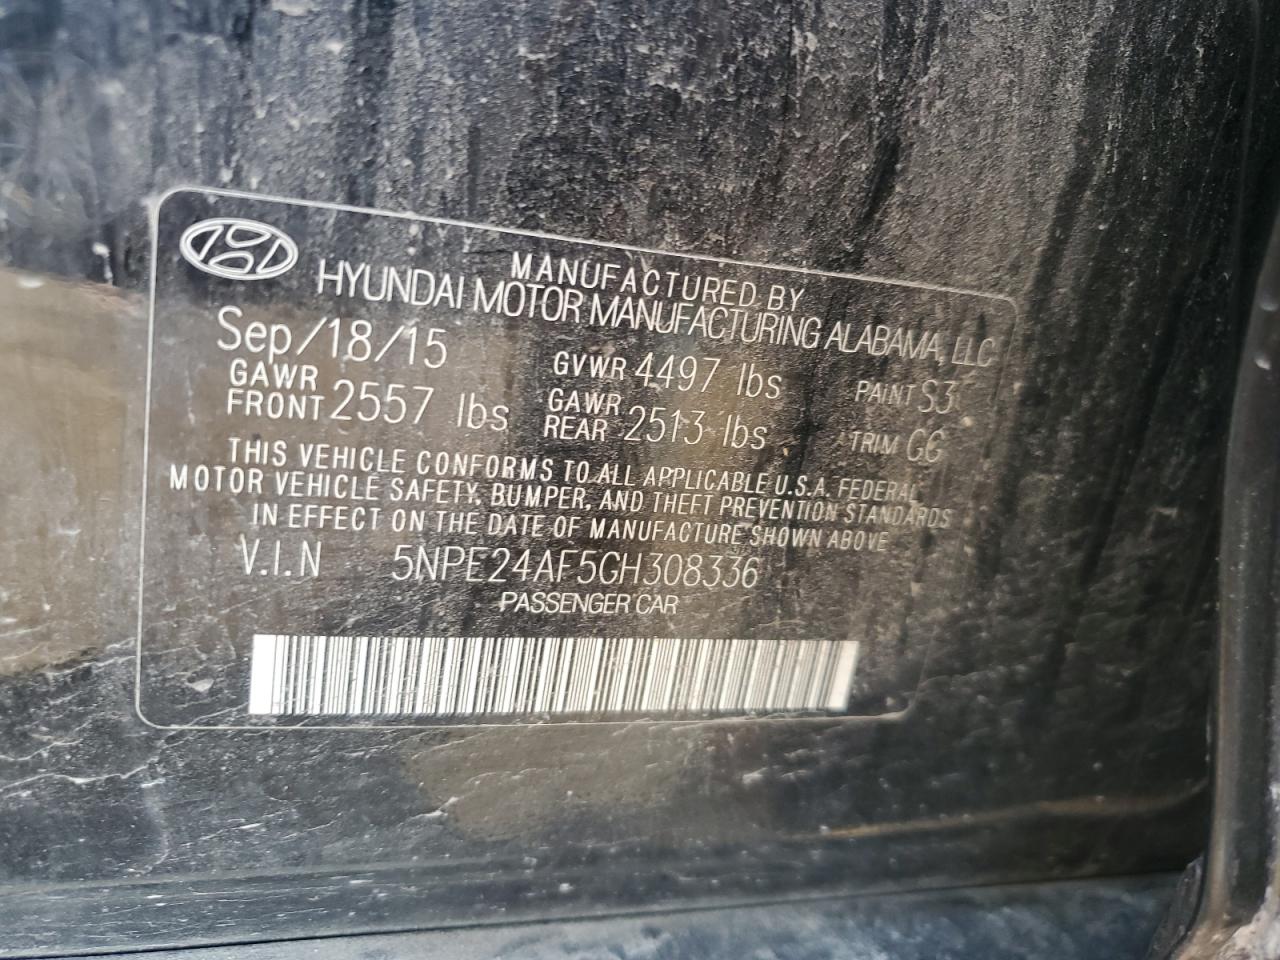 MANUFACTURED BY
HYUNDAI MOTOR MANUFACTURING ALABAMA, LLC
Sep/18/15 GVWR 4497 lbs PAINT S3
GAWR FRONT 2557 lbs GAWR REAR 2513 lbs TRIM GG
THIS VEHICLE CONFORMS TO ALL APPLICABLE U.S.A. FEDERAL
MOTOR VEHICLE SAFETY, BUMPER, AND THEFT PREVENTION STANDARDS
IN EFFECT ON THE DATE OF MANUFACTURE SHOWN ABOVE
V.I.N 5NPE24AF5GH308336
PASSENGER CAR